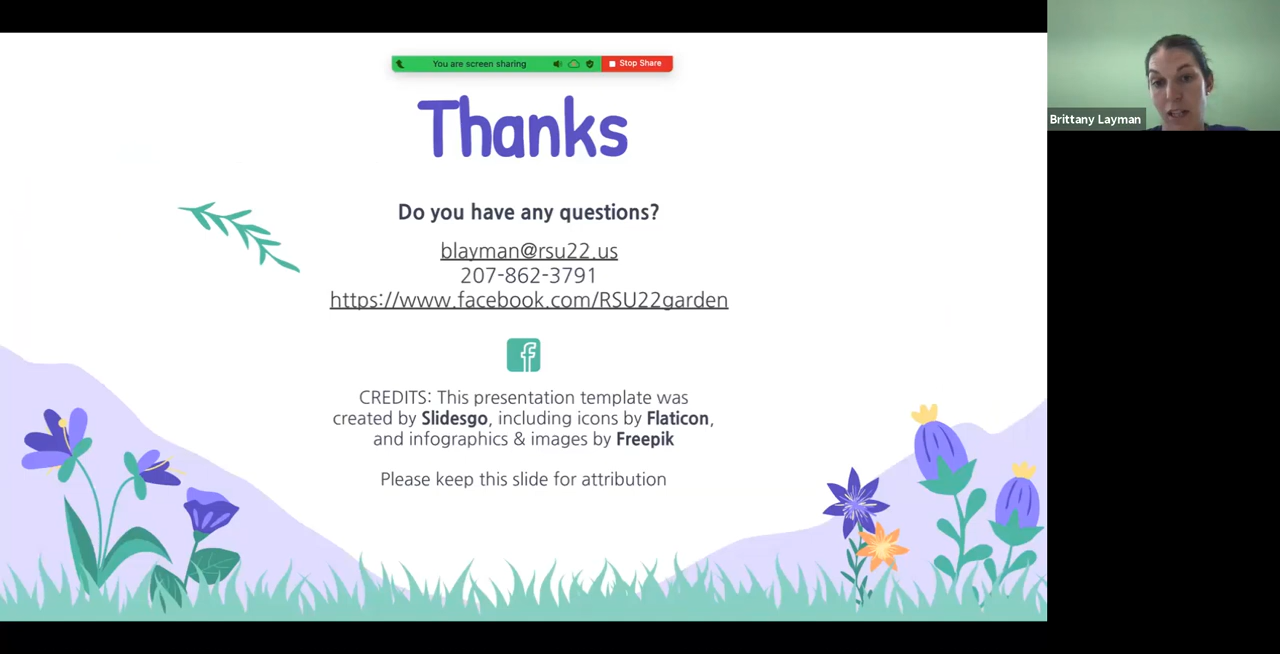 You are screen sharing
Stop Share
Thanks
Brittany Layman
Do you have any questions?
blayman@rsu22.us
207-862-3791
https://www.facebook.com/RSU22garden
CREDITS: This presentation template was
created by Slidesgo, including icons by Flaticon,
and infographics & images by Freepik
Please keep this slide for attribution